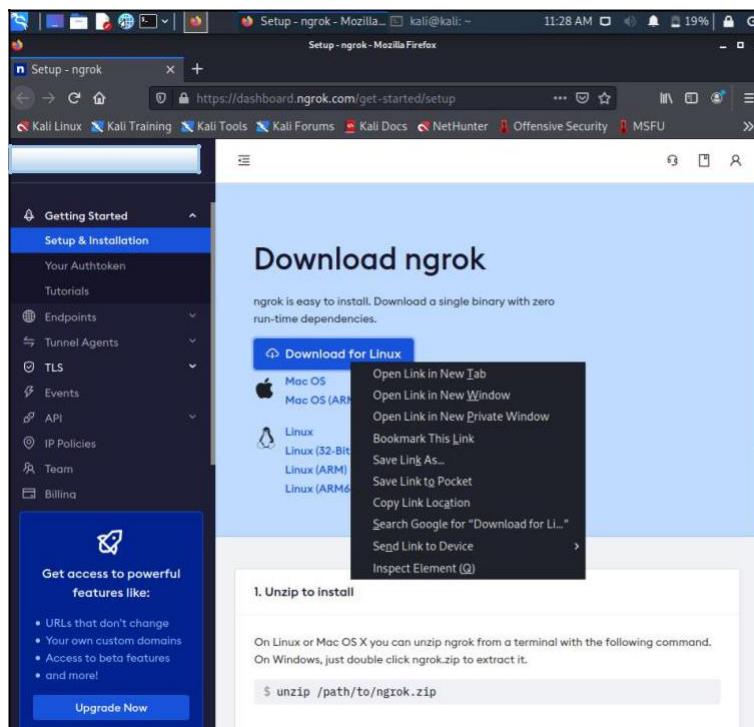 Setup - ngrok - Mozilla... kali@kali: ~ 11:28 AM 19%
Setup - ngrok - Mozilla Firefox
n Setup - ngrok × +
https://dashboard.ngrok.com/get-started/setup
Kali Linux Kali Training Kali Tools Kali Forums Kali Docs NetHunter Offensive Security MSFU »
Getting Started
Setup & Installation
Your Authtoken
Tutorials
Endpoints
Tunnel Agents
TLS
Events
API
IP Policies
Team
Billing
Get access to powerful
features like:
• URLs that don't change
• Your own custom domains
• Access to beta features
• and more!
Upgrade Now
Download ngrok
ngrok is easy to install. Download a single binary with zero
run-time dependencies.
Download for Linux
Mac OS
Mac OS (ARM
Linux
Linux (32-Bit
Linux (ARM)
Linux (ARM6
Open Link in New Tab
Open Link in New Window
Open Link in New Private Window
Bookmark This Link
Save Link As...
Save Link to Pocket
Copy Link Location
Search Google for "Download for Li..."
Send Link to Device
Inspect Element (Q)
1. Unzip to install
On Linux or Mac OS X you can unzip ngrok from a terminal with the following command.
On Windows, just double click ngrok.zip to extract it.
$ unzip /path/to/ngrok.zip